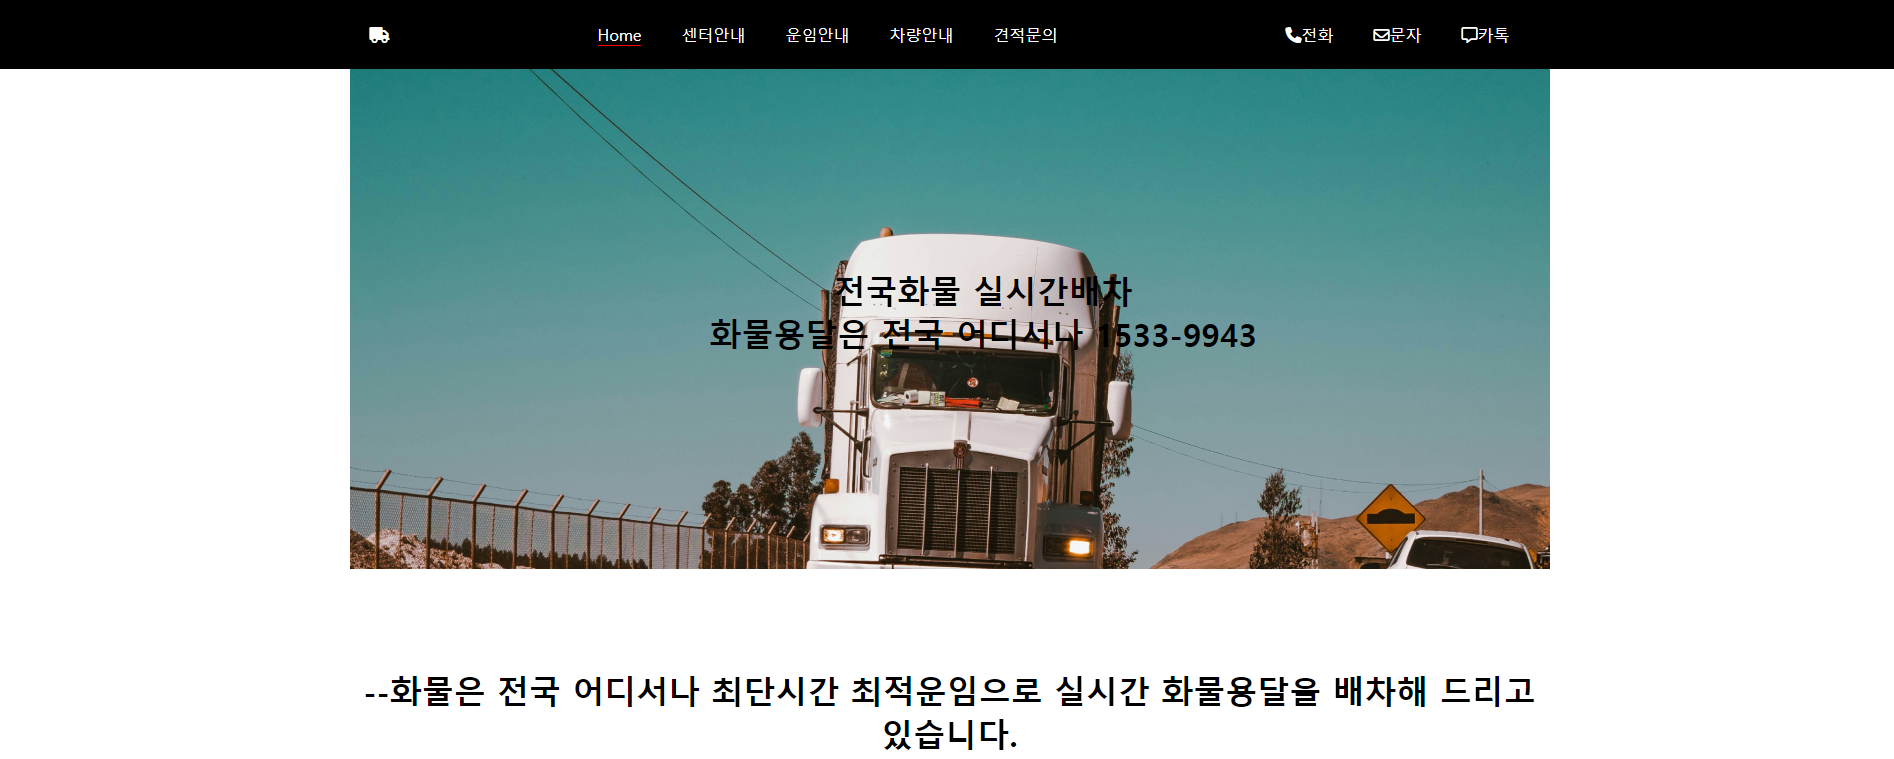 Home 센터안내 운임안내 차량안내 견적문의 전화 문자 카톡
전국화물 실시간배차
화물용달은 전국 어디서나 1533-9943
--화물은 전국 어디서나 최단시간 최적운임으로 실시간 화물용달을 배차해 드리고
있습니다.